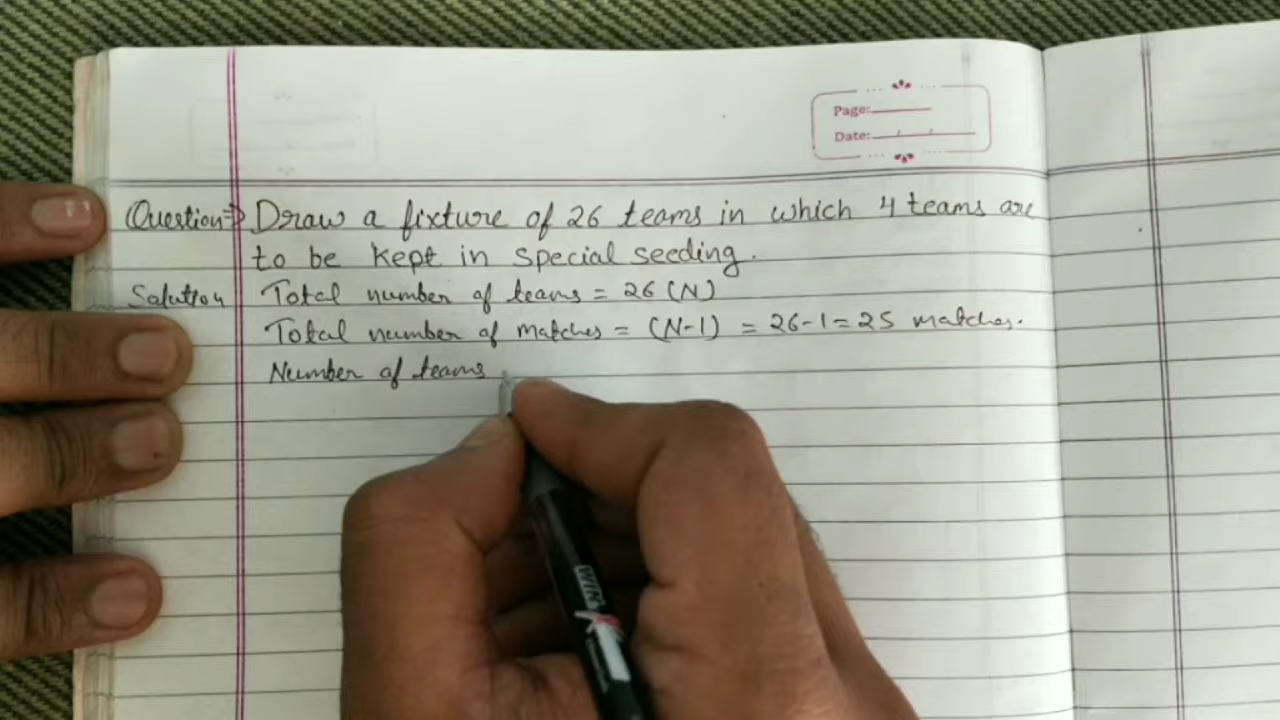 Page:
Date:
Question⇒ Draw a fixture of 26 teams in which 4 teams are
to be kept in special seeding.
Solution Total number of teams = 26 (N)
Total number of matches = (N-1) = 26-1 = 25 matches.
Number of teams
WIN